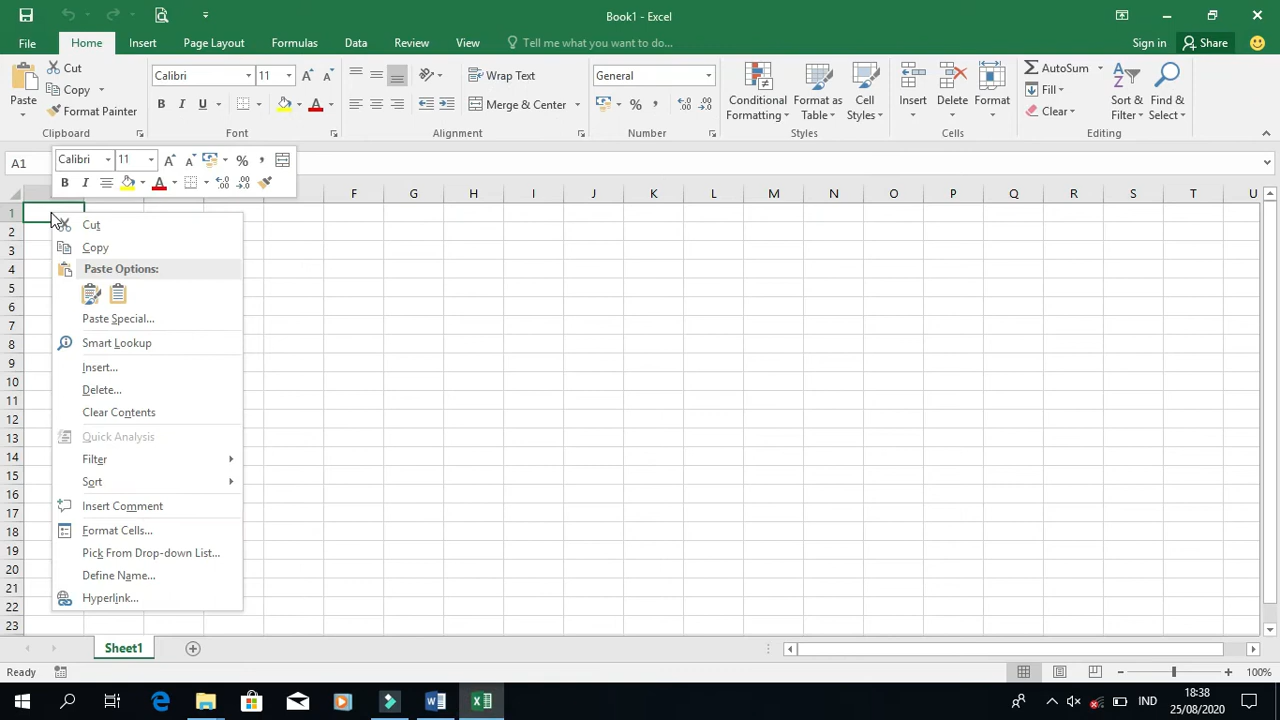 Book1 - Excel
File Home Insert Page Layout Formulas Data Review View Tell me what you want to do... Sign in Share
Paste
Cut
Copy
Format Painter
Clipboard
Calibri 11
B I U A
Font
Wrap Text
Merge & Center
Alignment
General
% ,
Number
Conditional Formatting
Format as Table
Cell Styles
Styles
Insert Delete Format
Cells
AutoSum
Fill
Clear
Sort & Filter
Find & Select
Editing
A1
Calibri 11 A A % ,
B I A
F G H I J K L M N O P Q R S T U
1
2
3
4
5
6
7
8
9
10
11
12
13
14
15
16
17
18
19
20
21
22
23
Cut
Copy
Paste Options:
Paste Special...
Smart Lookup
Insert...
Delete...
Clear Contents
Quick Analysis
Filter
Sort
Insert Comment
Format Cells...
Pick From Drop-down List...
Define Name...
Hyperlink...
Sheet1
Ready
100%
IND
18:38
25/08/2020